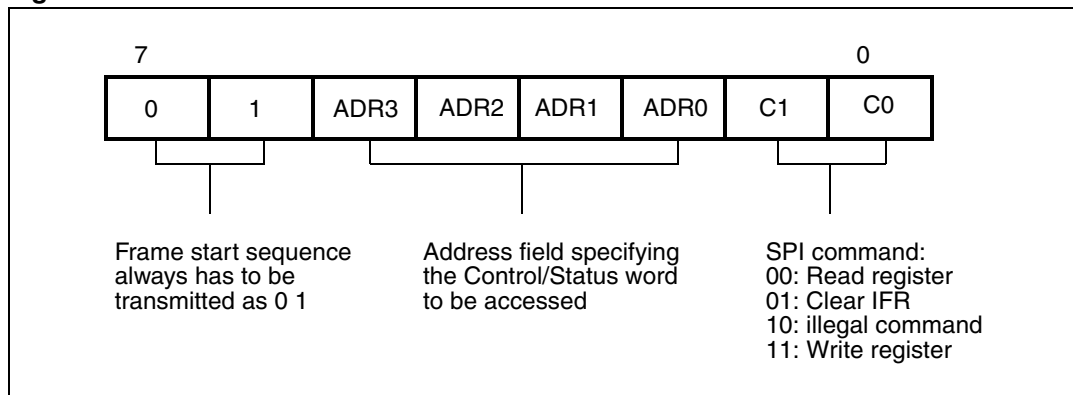 7 0
0 1 ADR3 ADR2 ADR1 ADR0 C1 C0
Frame start sequence
always has to be
transmitted as 0 1
Address field specifying
the Control/Status word
to be accessed
SPI command:
00: Read register
01: Clear IFR
10: illegal command
11: Write register